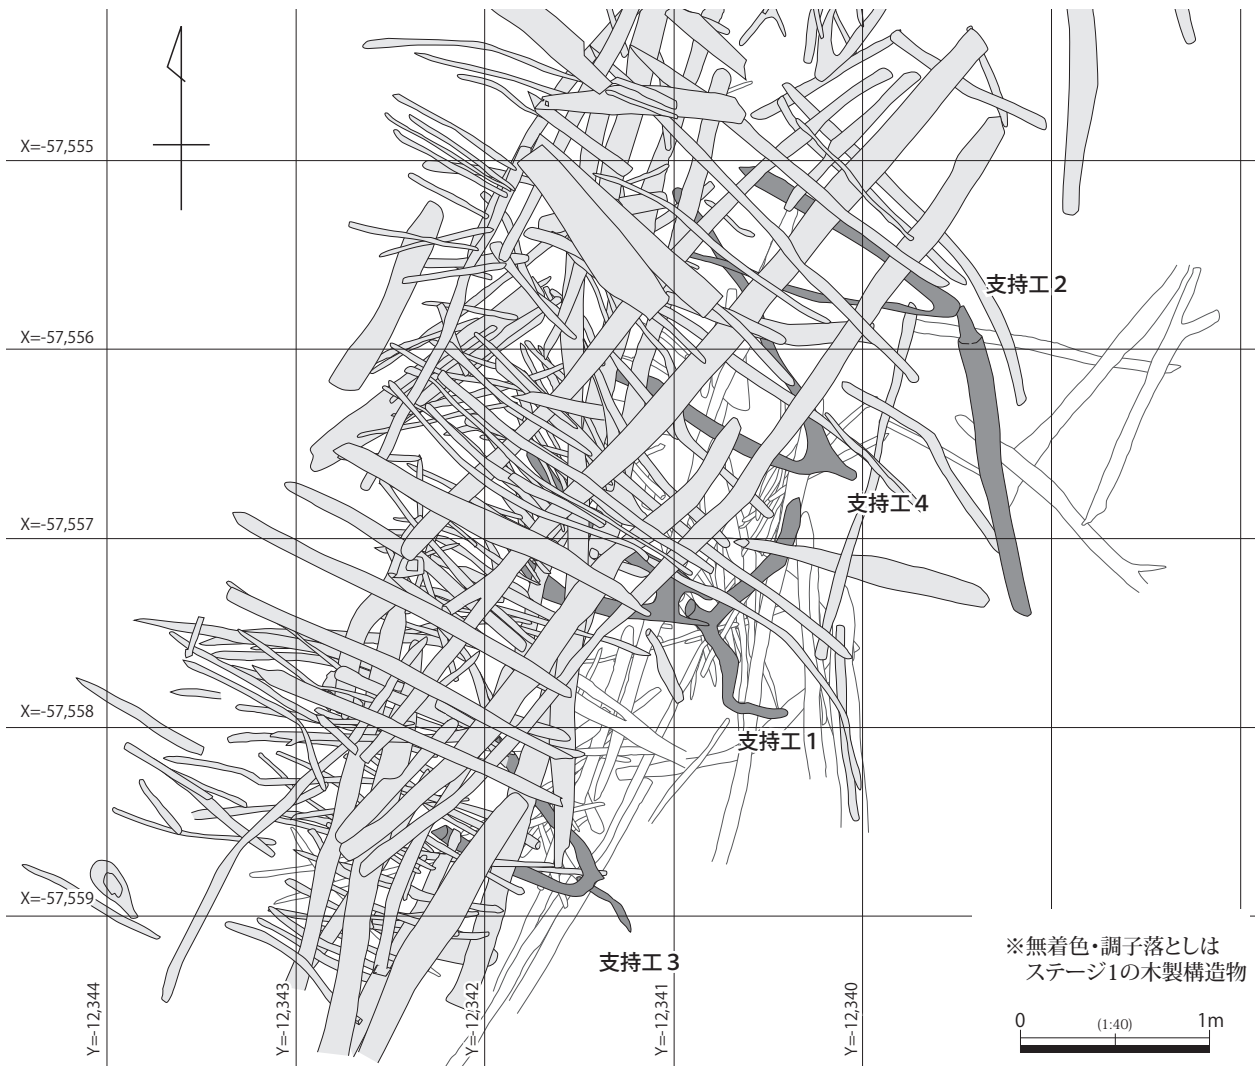 X=-57,555
支持工２
X=-57,556
支持工４
X=-57,557
支持工１
X=-57,558
X=-57,559
支持工３
※無着色・調子落としは
ステージ1の木製構造物
Y=-12,344
Y=-12,343
Y=-12,342
Y=-12,341
Y=-12,340
0 (1:40) 1m